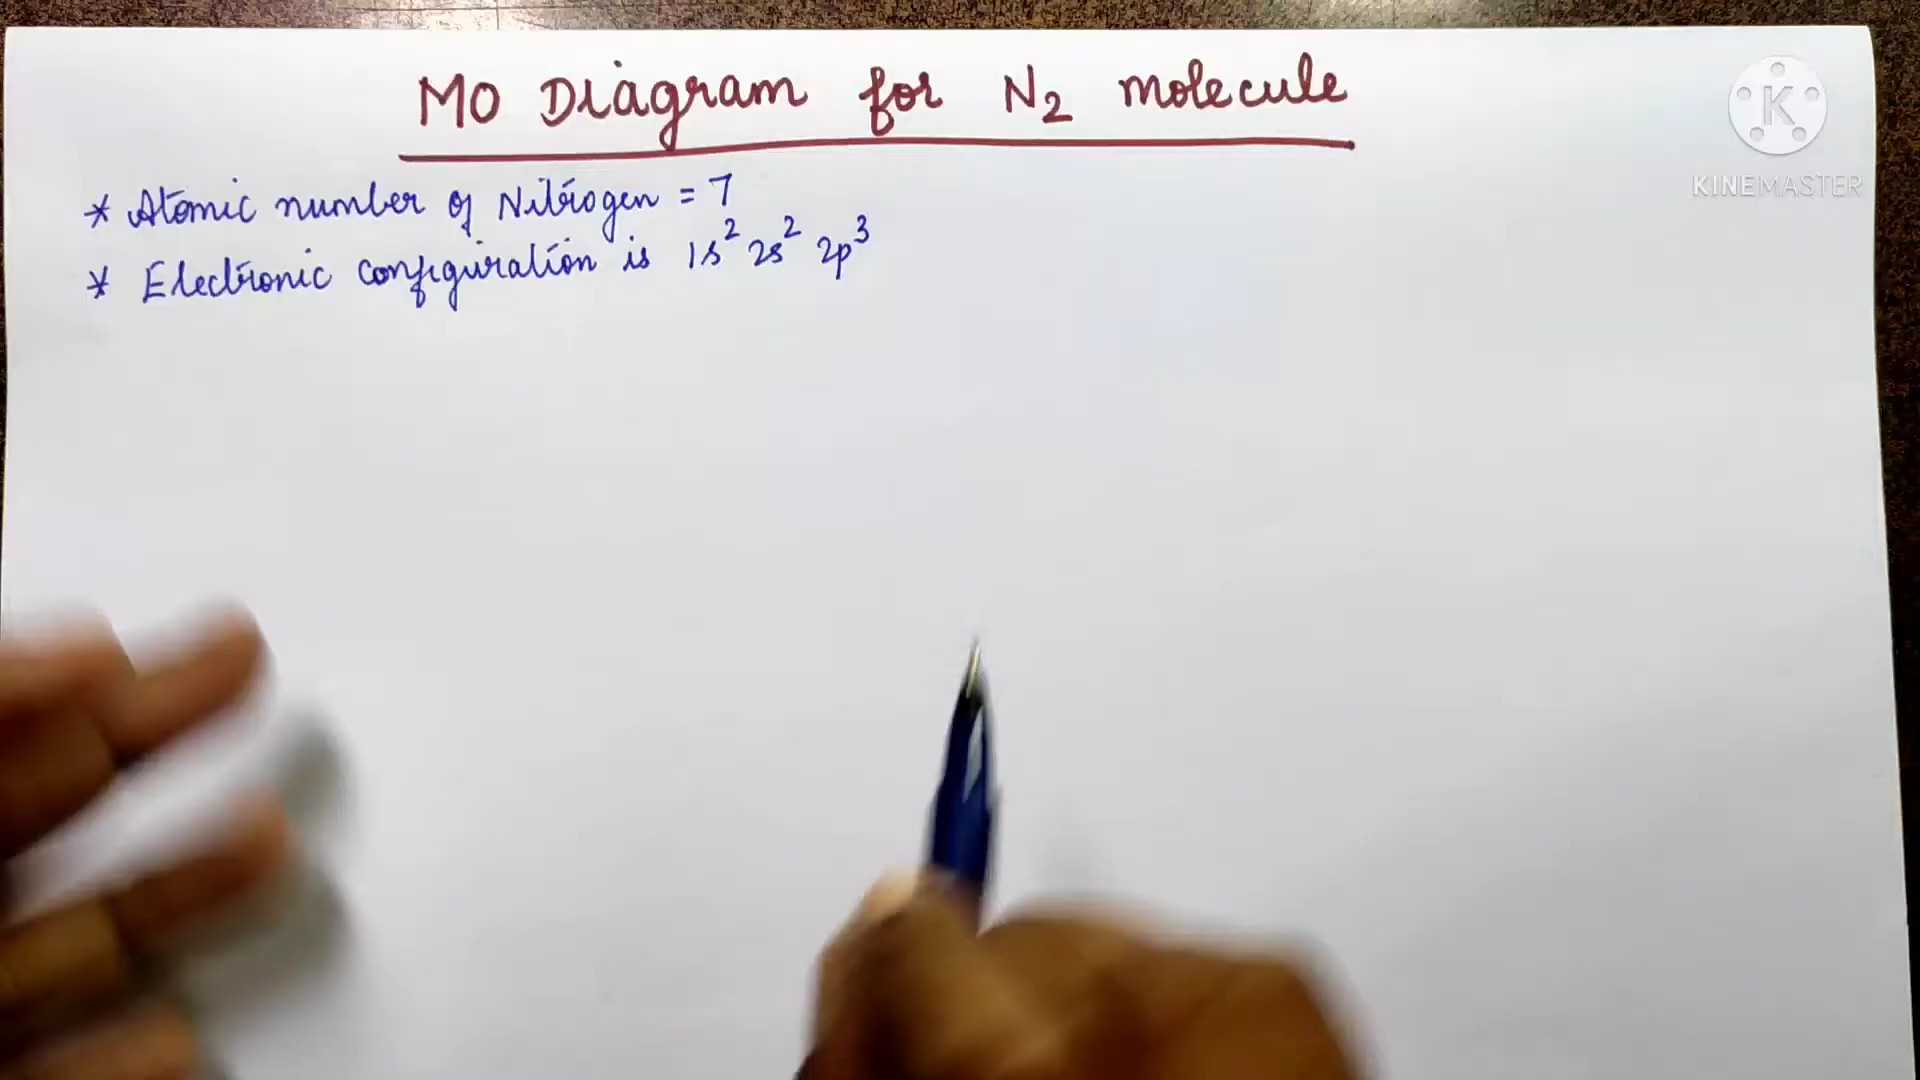 MO Diagram for N2 molecule
K
KINEMASTER
* Atomic number of Nitrogen = 7
* Electronic configuration is 1s² 2s² 2p³